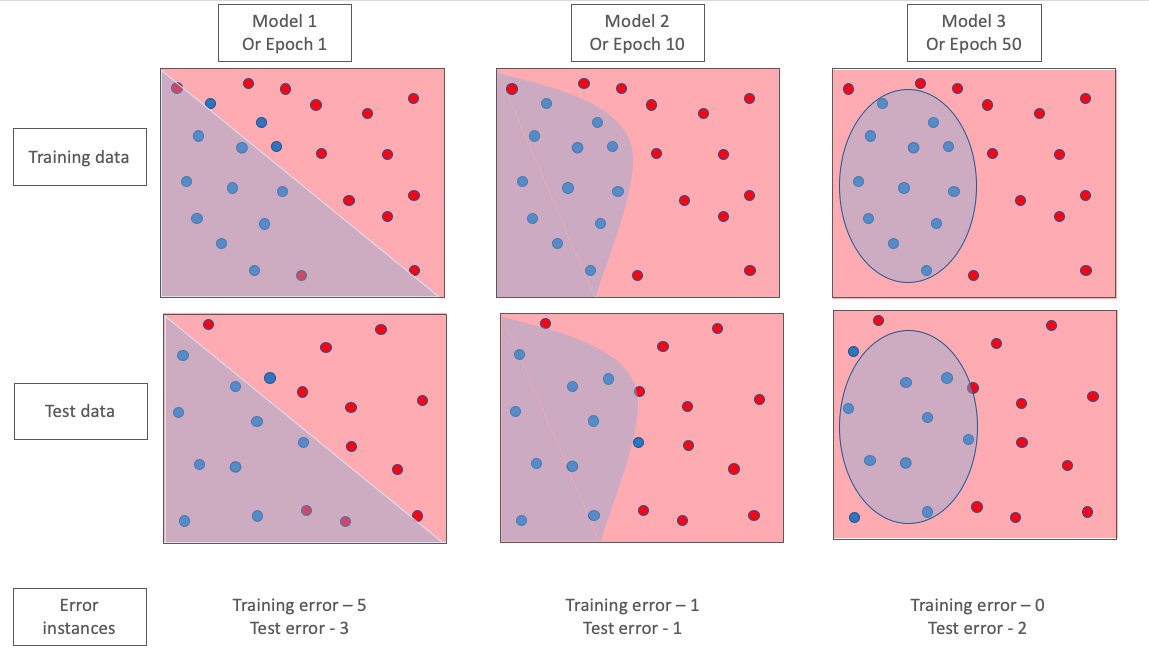 Model 1
Or Epoch 1
Model 2
Or Epoch 10
Model 3
Or Epoch 50
Training data
Test data
Error
instances
Training error – 5
Test error - 3
Training error – 1
Test error - 1
Training error – 0
Test error - 2